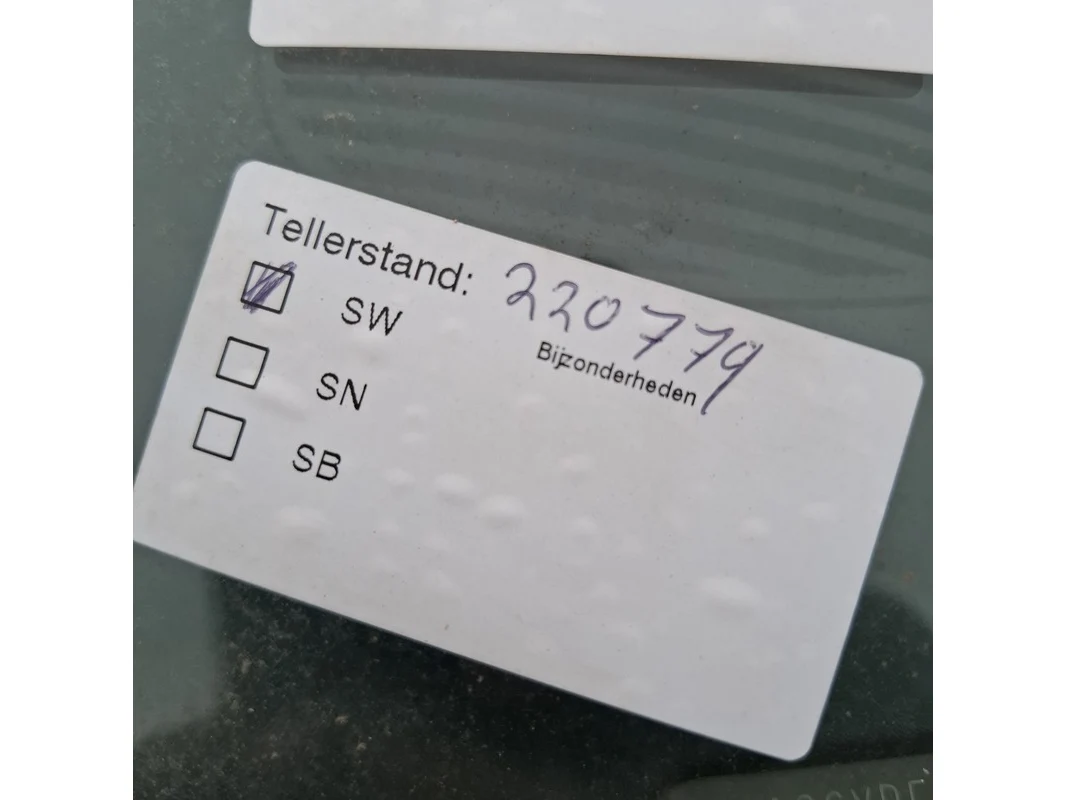 Tellerstand: 220779
SW
Bijzonderheden
SN
SB